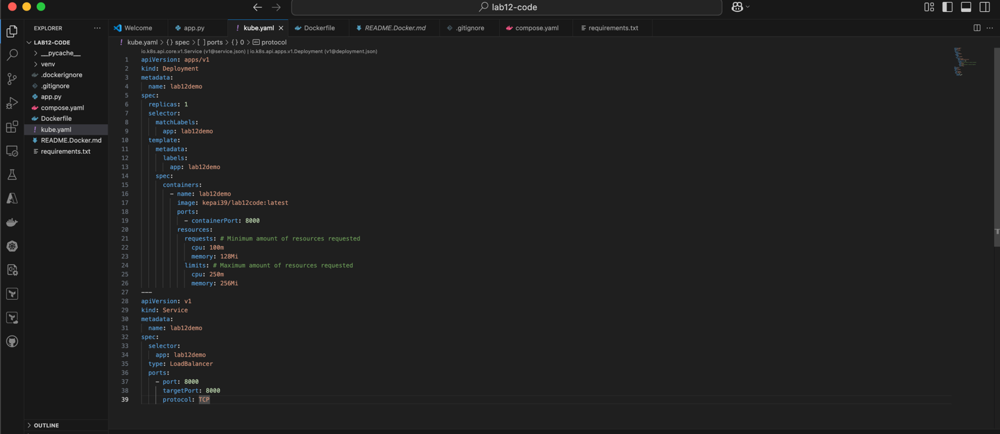 lab12-code
EXPLORER
Welcome
app.py
! kube.yaml
Dockerfile
README.Docker.md
.gitignore
compose.yaml
requirements.txt
LAB12-CODE
__pycache__
venv
.dockerignore
.gitignore
app.py
compose.yaml
Dockerfile
! kube.yaml
README.Docker.md
requirements.txt
OUTLINE
! kube.yaml > {} spec > [ ] ports > {} 0 > protocol
io.k8s.api.core.v1.Service (v1@service.json) | io.k8s.api.apps.v1.Deployment (v1@deployment.json)
1 apiVersion: apps/v1
2 kind: Deployment
3 metadata:
4   name: lab12demo
5 spec:
6   replicas: 1
7   selector:
8     matchLabels:
9       app: lab12demo
10   template:
11     metadata:
12       labels:
13         app: lab12demo
14     spec:
15       containers:
16         - name: lab12demo
17           image: kepai39/lab12code:latest
18           ports:
19             - containerPort: 8000
20           resources:
21             requests: # Minimum amount of resources requested
22               cpu: 100m
23               memory: 128Mi
24             limits: # Maximum amount of resources requested
25               cpu: 250m
26               memory: 256Mi
27 ---
28 apiVersion: v1
29 kind: Service
30 metadata:
31   name: lab12demo
32 spec:
33   selector:
34     app: lab12demo
35   type: LoadBalancer
36   ports:
37     - port: 8000
38       targetPort: 8000
39       protocol: TCP